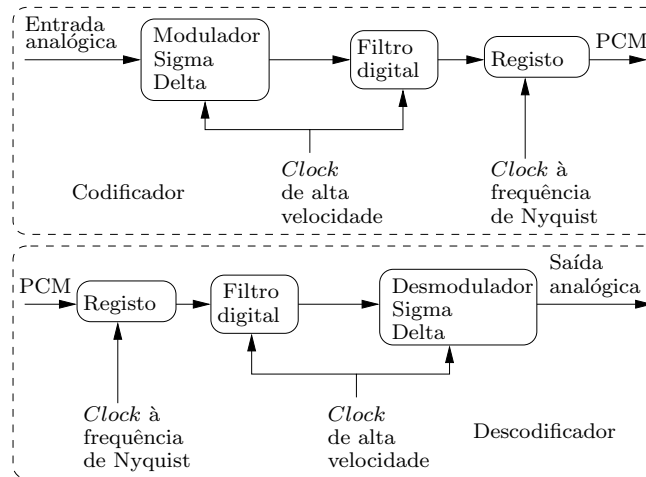 Entrada
analógica
Modulador
Sigma
Delta
Filtro
digital
Registo
PCM
Clock
de alta
velocidade
Clock à
frequência
de Nyquist
Codificador
PCM
Registo
Filtro
digital
Desmodulador
Sigma
Delta
Saída
analógica
Clock à
frequência
de Nyquist
Clock
de alta
velocidade
Descodificador